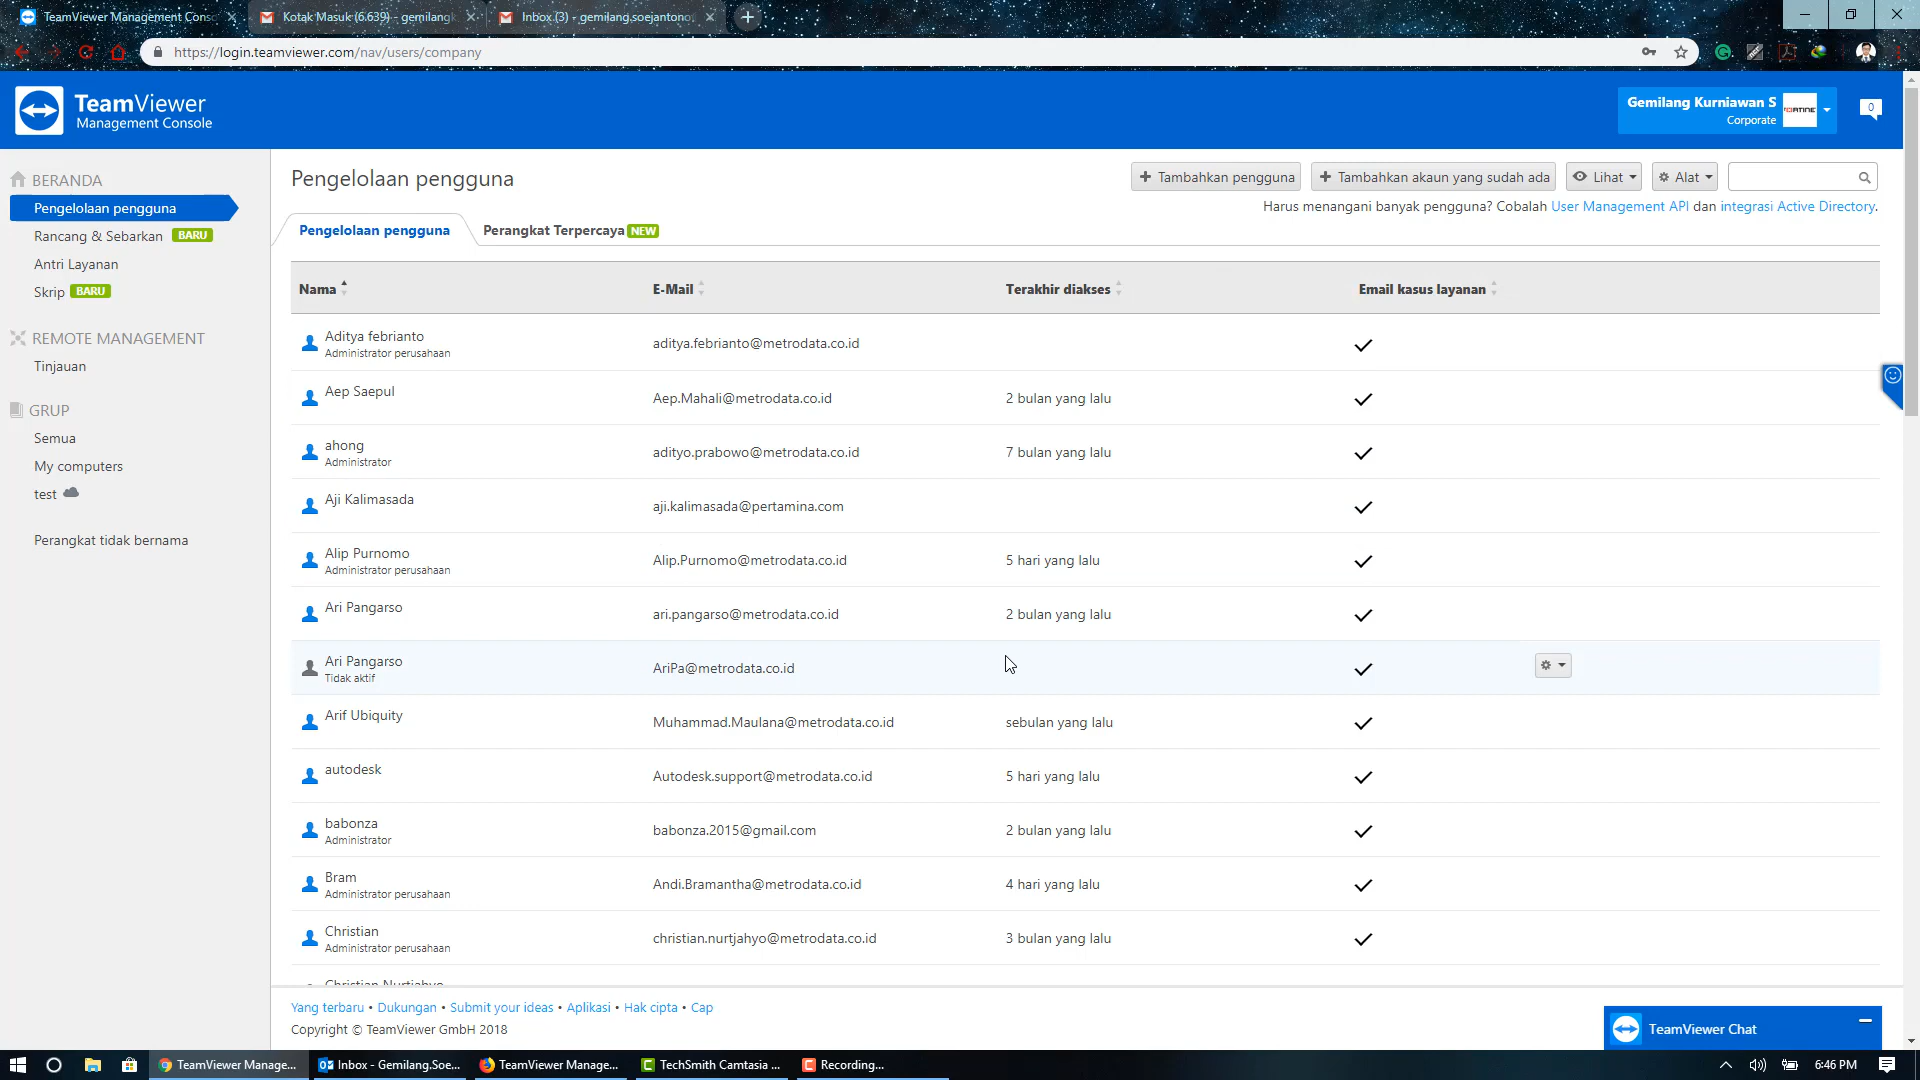 TeamViewer Management Conso
Kotak Masuk (6.639) - gemilangk
Inbox (3) - gemilang.soejantono
https://login.teamviewer.com/nav/users/company
TeamViewer
Management Console
Gemilang Kurniawan S
Corporate
0
BERANDA
Pengelolaan pengguna
Rancang & Sebarkan BARU
Antri Layanan
Skrip BARU
REMOTE MANAGEMENT
Tinjauan
GRUP
Semua
My computers
test
Perangkat tidak bernama
Pengelolaan pengguna
+ Tambahkan pengguna
+ Tambahkan akaun yang sudah ada
Lihat
Alat
Harus menangani banyak pengguna? Cobalah User Management API dan integrasi Active Directory.
Pengelolaan pengguna
Perangkat Terpercaya NEW
Nama E-Mail Terakhir diakses Email kasus layanan
Aditya febrianto
Administrator perusahaan
aditya.febrianto@metrodata.co.id
Aep Saepul
Aep.Mahali@metrodata.co.id
2 bulan yang lalu
ahong
Administrator
adityo.prabowo@metrodata.co.id
7 bulan yang lalu
Aji Kalimasada
aji.kalimasada@pertamina.com
Alip Purnomo
Administrator perusahaan
Alip.Purnomo@metrodata.co.id
5 hari yang lalu
Ari Pangarso
ari.pangarso@metrodata.co.id
2 bulan yang lalu
Ari Pangarso
Tidak aktif
AriPa@metrodata.co.id
Arif Ubiquity
Muhammad.Maulana@metrodata.co.id
sebulan yang lalu
autodesk
Autodesk.support@metrodata.co.id
5 hari yang lalu
babonza
Administrator
babonza.2015@gmail.com
2 bulan yang lalu
Bram
Administrator perusahaan
Andi.Bramantha@metrodata.co.id
4 hari yang lalu
Christian
Administrator perusahaan
christian.nurtjahyo@metrodata.co.id
3 bulan yang lalu
Christian Nurtjahyo
Yang terbaru • Dukungan • Submit your ideas • Aplikasi • Hak cipta • Cap
Copyright © TeamViewer GmbH 2018
TeamViewer Chat
TeamViewer Manage...
Inbox - Gemilang.Soe...
TeamViewer Manage...
TechSmith Camtasia ...
Recording...
6:46 PM